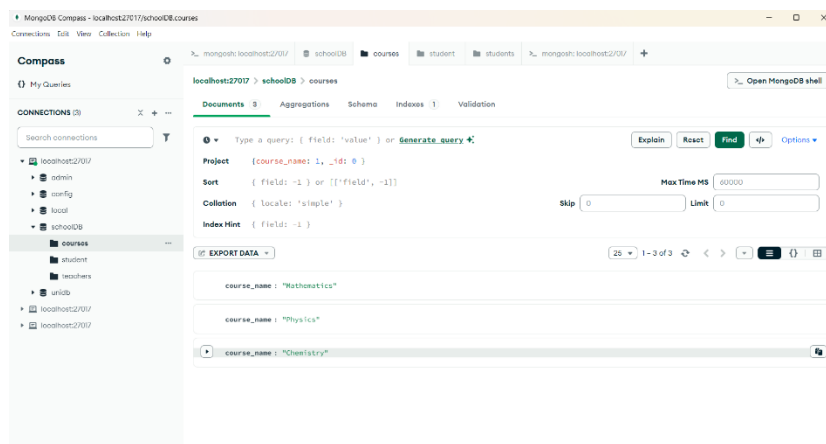 MongoDB Compass - localhost:27017/schoolDB.courses
Connections Edit View Collection Help
Compass
>_ mongosh: localhost:27017 schoolDB courses student students >_ mongosh: localhost:27017 +
{} My Queries
localhost:27017 > schoolDB > courses
>_ Open MongoDB shell
Documents 3 Aggregations Schema Indexes 1 Validation
CONNECTIONS (3)
Search connections
Type a query: { field: 'value' } or Generate query
Explain Reset Find </> Options
Project {course_name: 1, _id: 0 }
Sort { field: -1 } or [['field', -1]]
Max Time MS 60000
Collation { locale: 'simple' }
Skip 0 Limit 0
Index Hint { field: -1 }
EXPORT DATA
25 1 - 3 of 3
localhost:27017
admin
config
local
schoolDB
courses
student
teachers
unidb
localhost:27017
localhost:27017
course_name : "Mathematics"
course_name : "Physics"
course_name : "Chemistry"